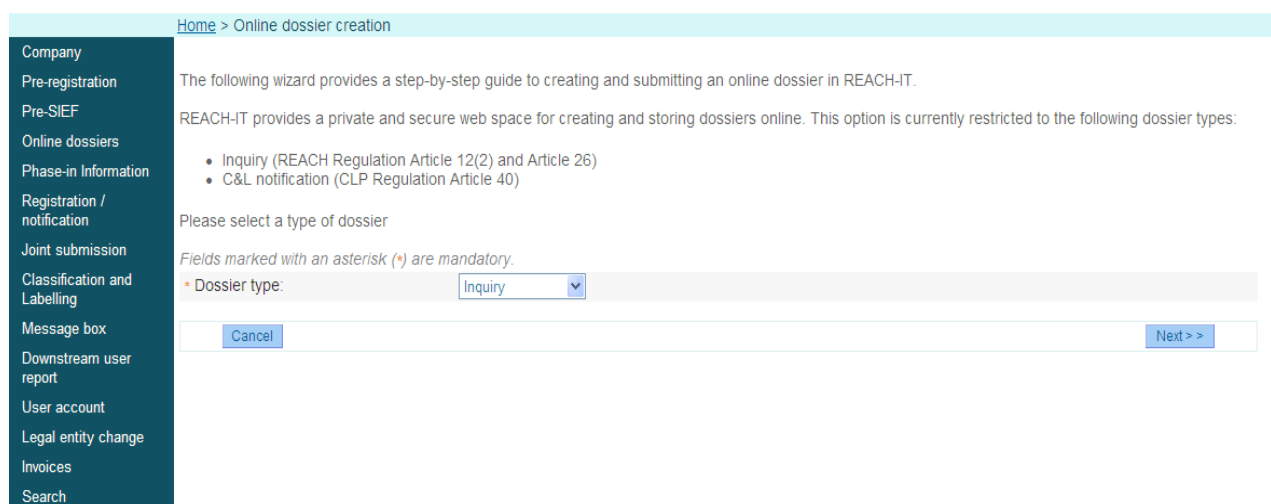 Home > Online dossier creation
Company
Pre-registration
Pre-SIEF
Online dossiers
Phase-in Information
Registration /
notification
Joint submission
Classification and
Labelling
Message box
Downstream user
report
User account
Legal entity change
Invoices
Search
The following wizard provides a step-by-step guide to creating and submitting an online dossier in REACH-IT.
REACH-IT provides a private and secure web space for creating and storing dossiers online. This option is currently restricted to the following dossier types:
• Inquiry (REACH Regulation Article 12(2) and Article 26)
• C&L notification (CLP Regulation Article 40)
Please select a type of dossier
Fields marked with an asterisk (*) are mandatory.
* Dossier type: Inquiry
Cancel Next> >